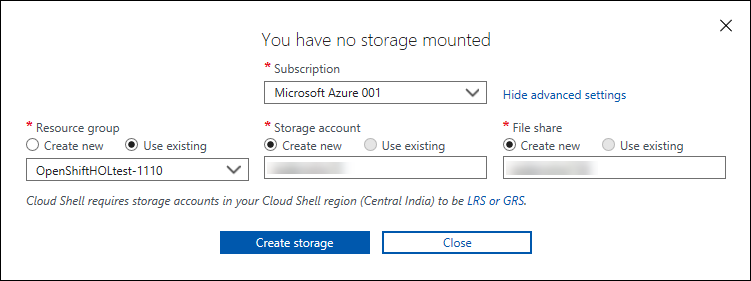 You have no storage mounted
* Subscription
Microsoft Azure 001
Hide advanced settings
* Resource group
Create new Use existing
OpenShiftHOLtest-1110
* Storage account
Create new Use existing
* File share
Create new Use existing
Cloud Shell requires storage accounts in your Cloud Shell region (Central India) to be LRS or GRS.
Create storage
Close